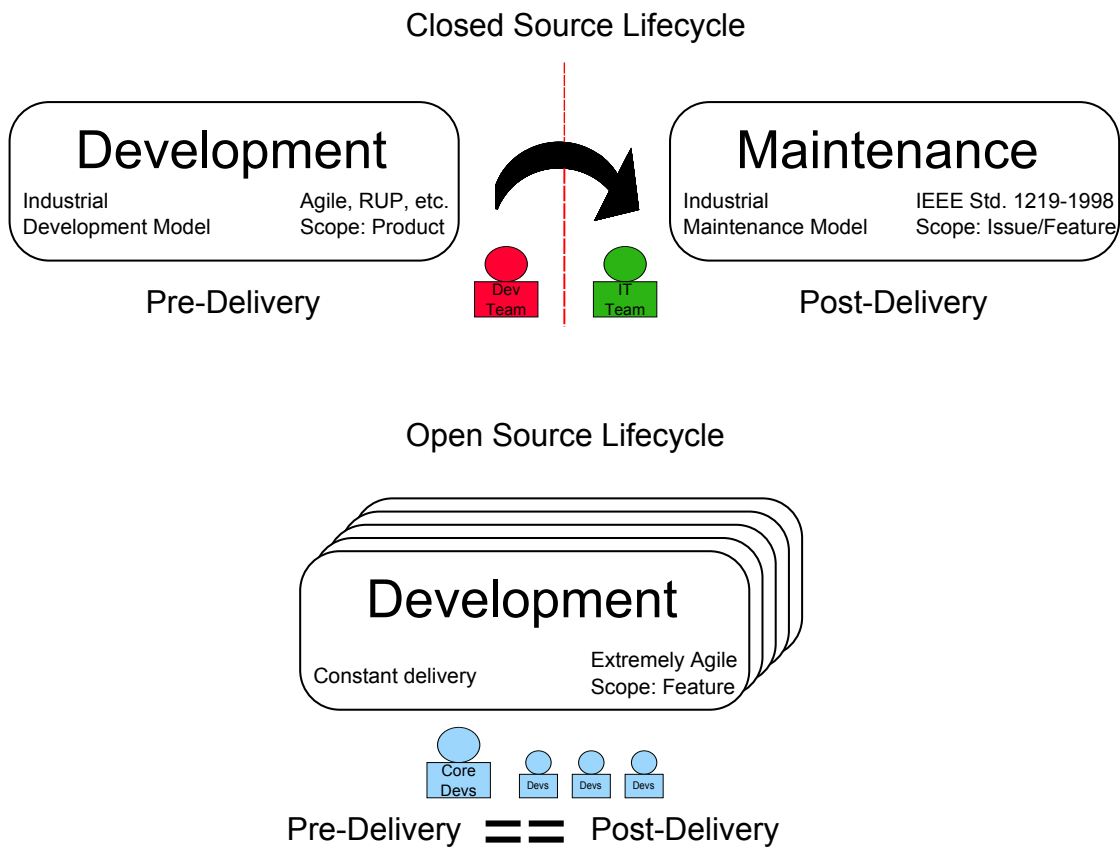 Closed Source Lifecycle
Development
Industrial
Development Model
Agile, RUP, etc.
Scope: Product
Maintenance
Industrial
Maintenance Model
IEEE Std. 1219-1998
Scope: Issue/Feature
Dev
Team
IT
Team
Pre-Delivery
Post-Delivery
Open Source Lifecycle
Development
Constant delivery
Extremely Agile
Scope: Feature
Core
Devs
Devs
Devs
Devs
Pre-Delivery == Post-Delivery